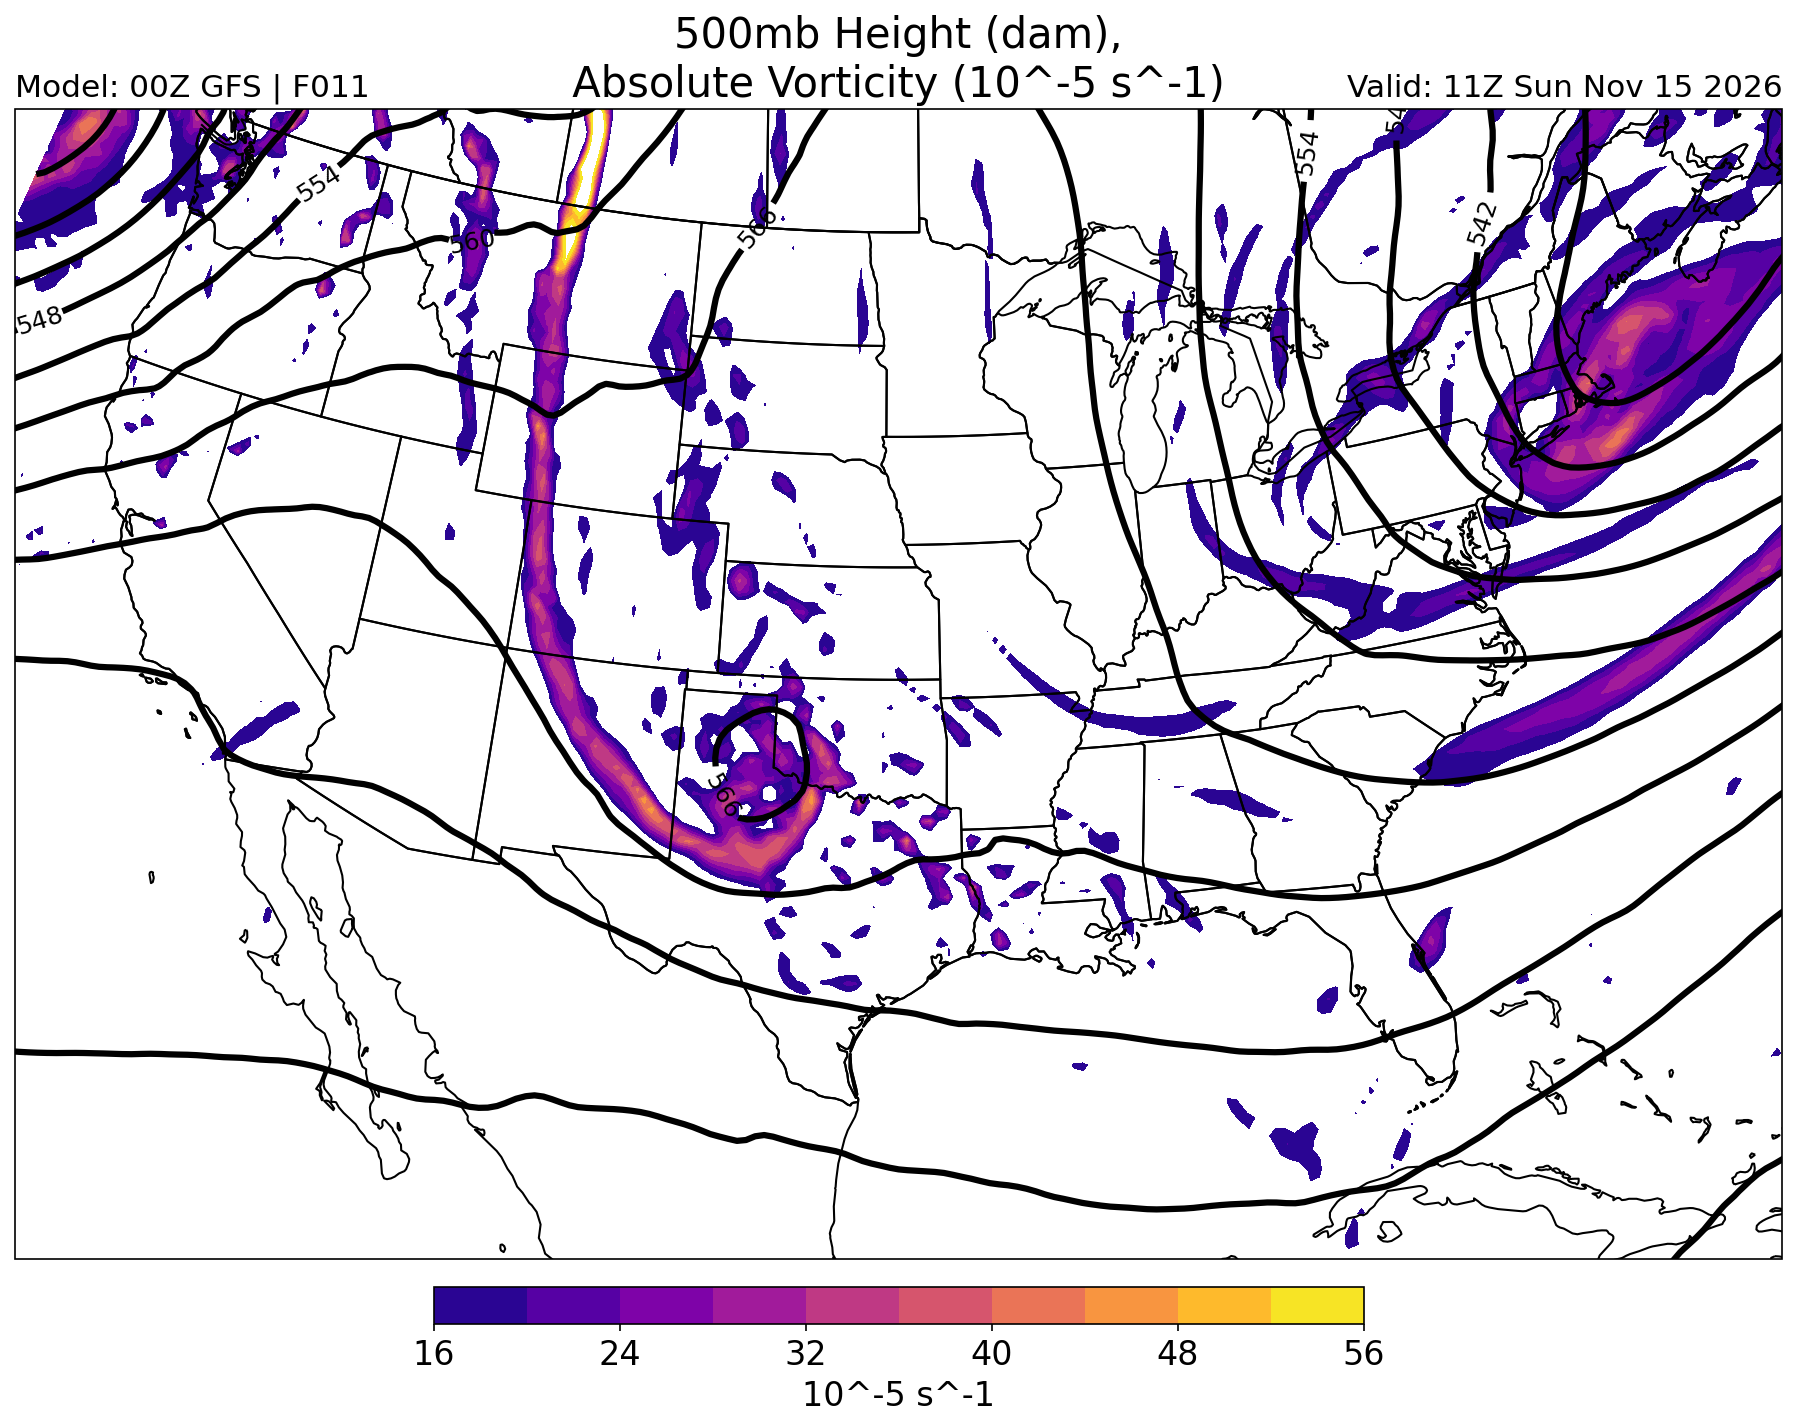 500mb Height (dam),
Absolute Vorticity (10^-5 s^-1)
Model: 00Z GFS | F011
Valid: 11Z Sun Nov 15 2026
554
560
566
548
554
542
566
16 24 32 40 48 56
10^-5 s^-1